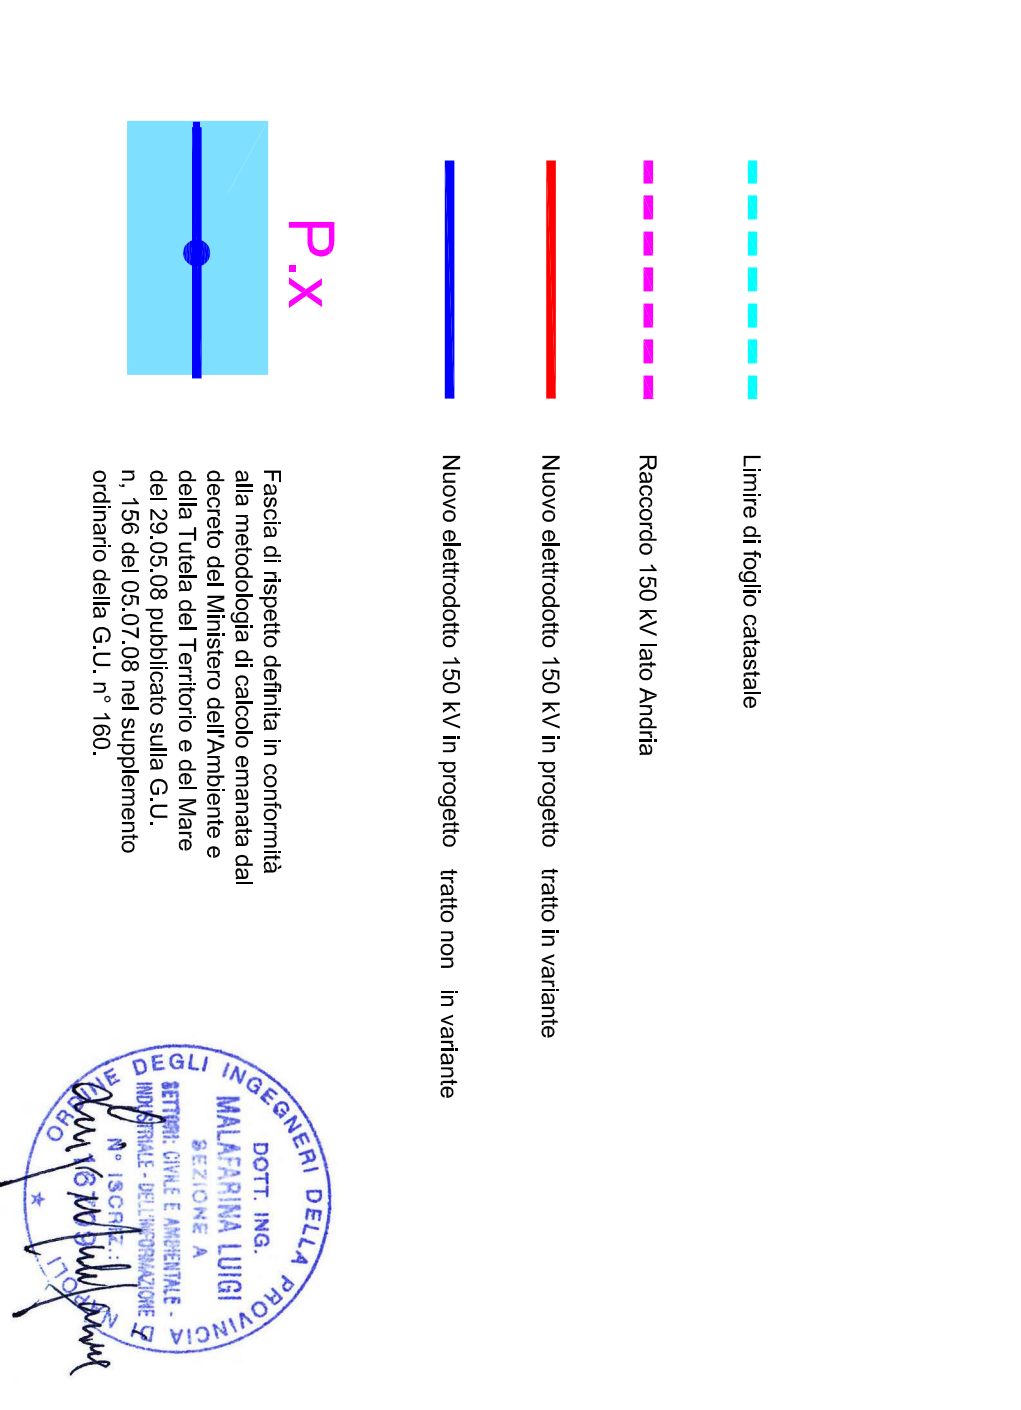 Limire di foglio catastale
Raccordo 150 kV lato Andria
Nuovo elettrodotto 150 kV in progetto tratto in variante
Nuovo elettrodotto 150 kV in progetto tratto non in variante
P.x
Fascia di rispetto definita in conformità
alla metodologia di calcolo emanata dal
decreto del Ministero dell'Ambiente e
della Tutela del Territorio e del Mare
del 29.05.08 pubblicato sulla G.U.
n, 156 del 05.07.08 nel supplemento
ordinario della G.U. n° 160.
ORDINE DEGLI INGEGNERI DELLA PROVINCIA DI NAPOLI
DOTT. ING.
MALAFARINA LUIGI
SEZIONE A
SETTORI: CIVILE E AMBIENTALE -
INDUSTRIALE - DELL'INFORMAZIONE
N° ISCRIZ.: